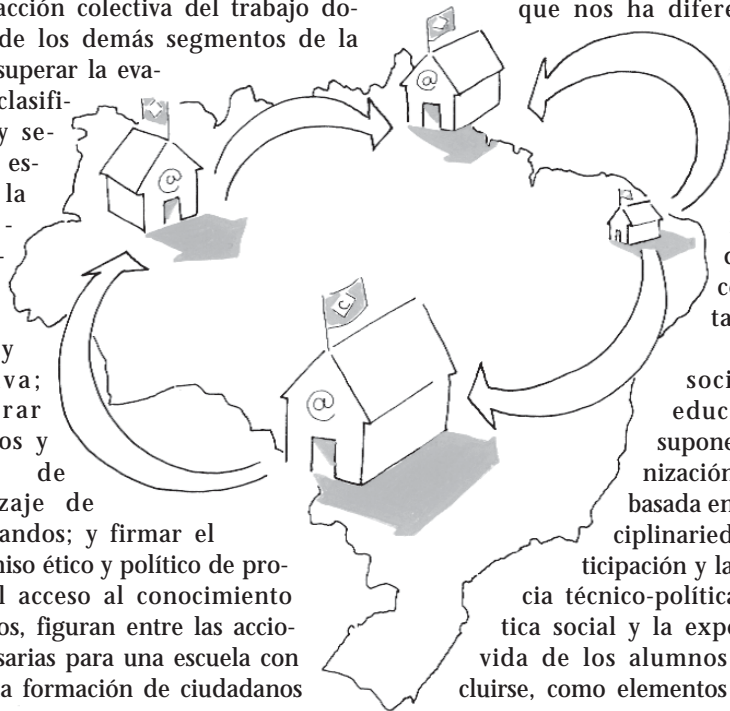 acción colectiva del trabajo do-
de los demás segmentos de la
superar la eva-
clasifi-
y se-
es-
la
-
-
y
va;
rar
os y
de
zaje de
andos; y firmar el
niso ético y político de pro-
l acceso al conocimiento
os, figuran entre las accio-
sarias para una escuela con
a formación de ciudadanos
@
@
@
C
que nos ha difere
ta
soci
educ
supone
nización
basada en
ciplinaried
ticipación y la
cia técnico-política
tica social y la expe
vida de los alumnos
cluirse, como elementos